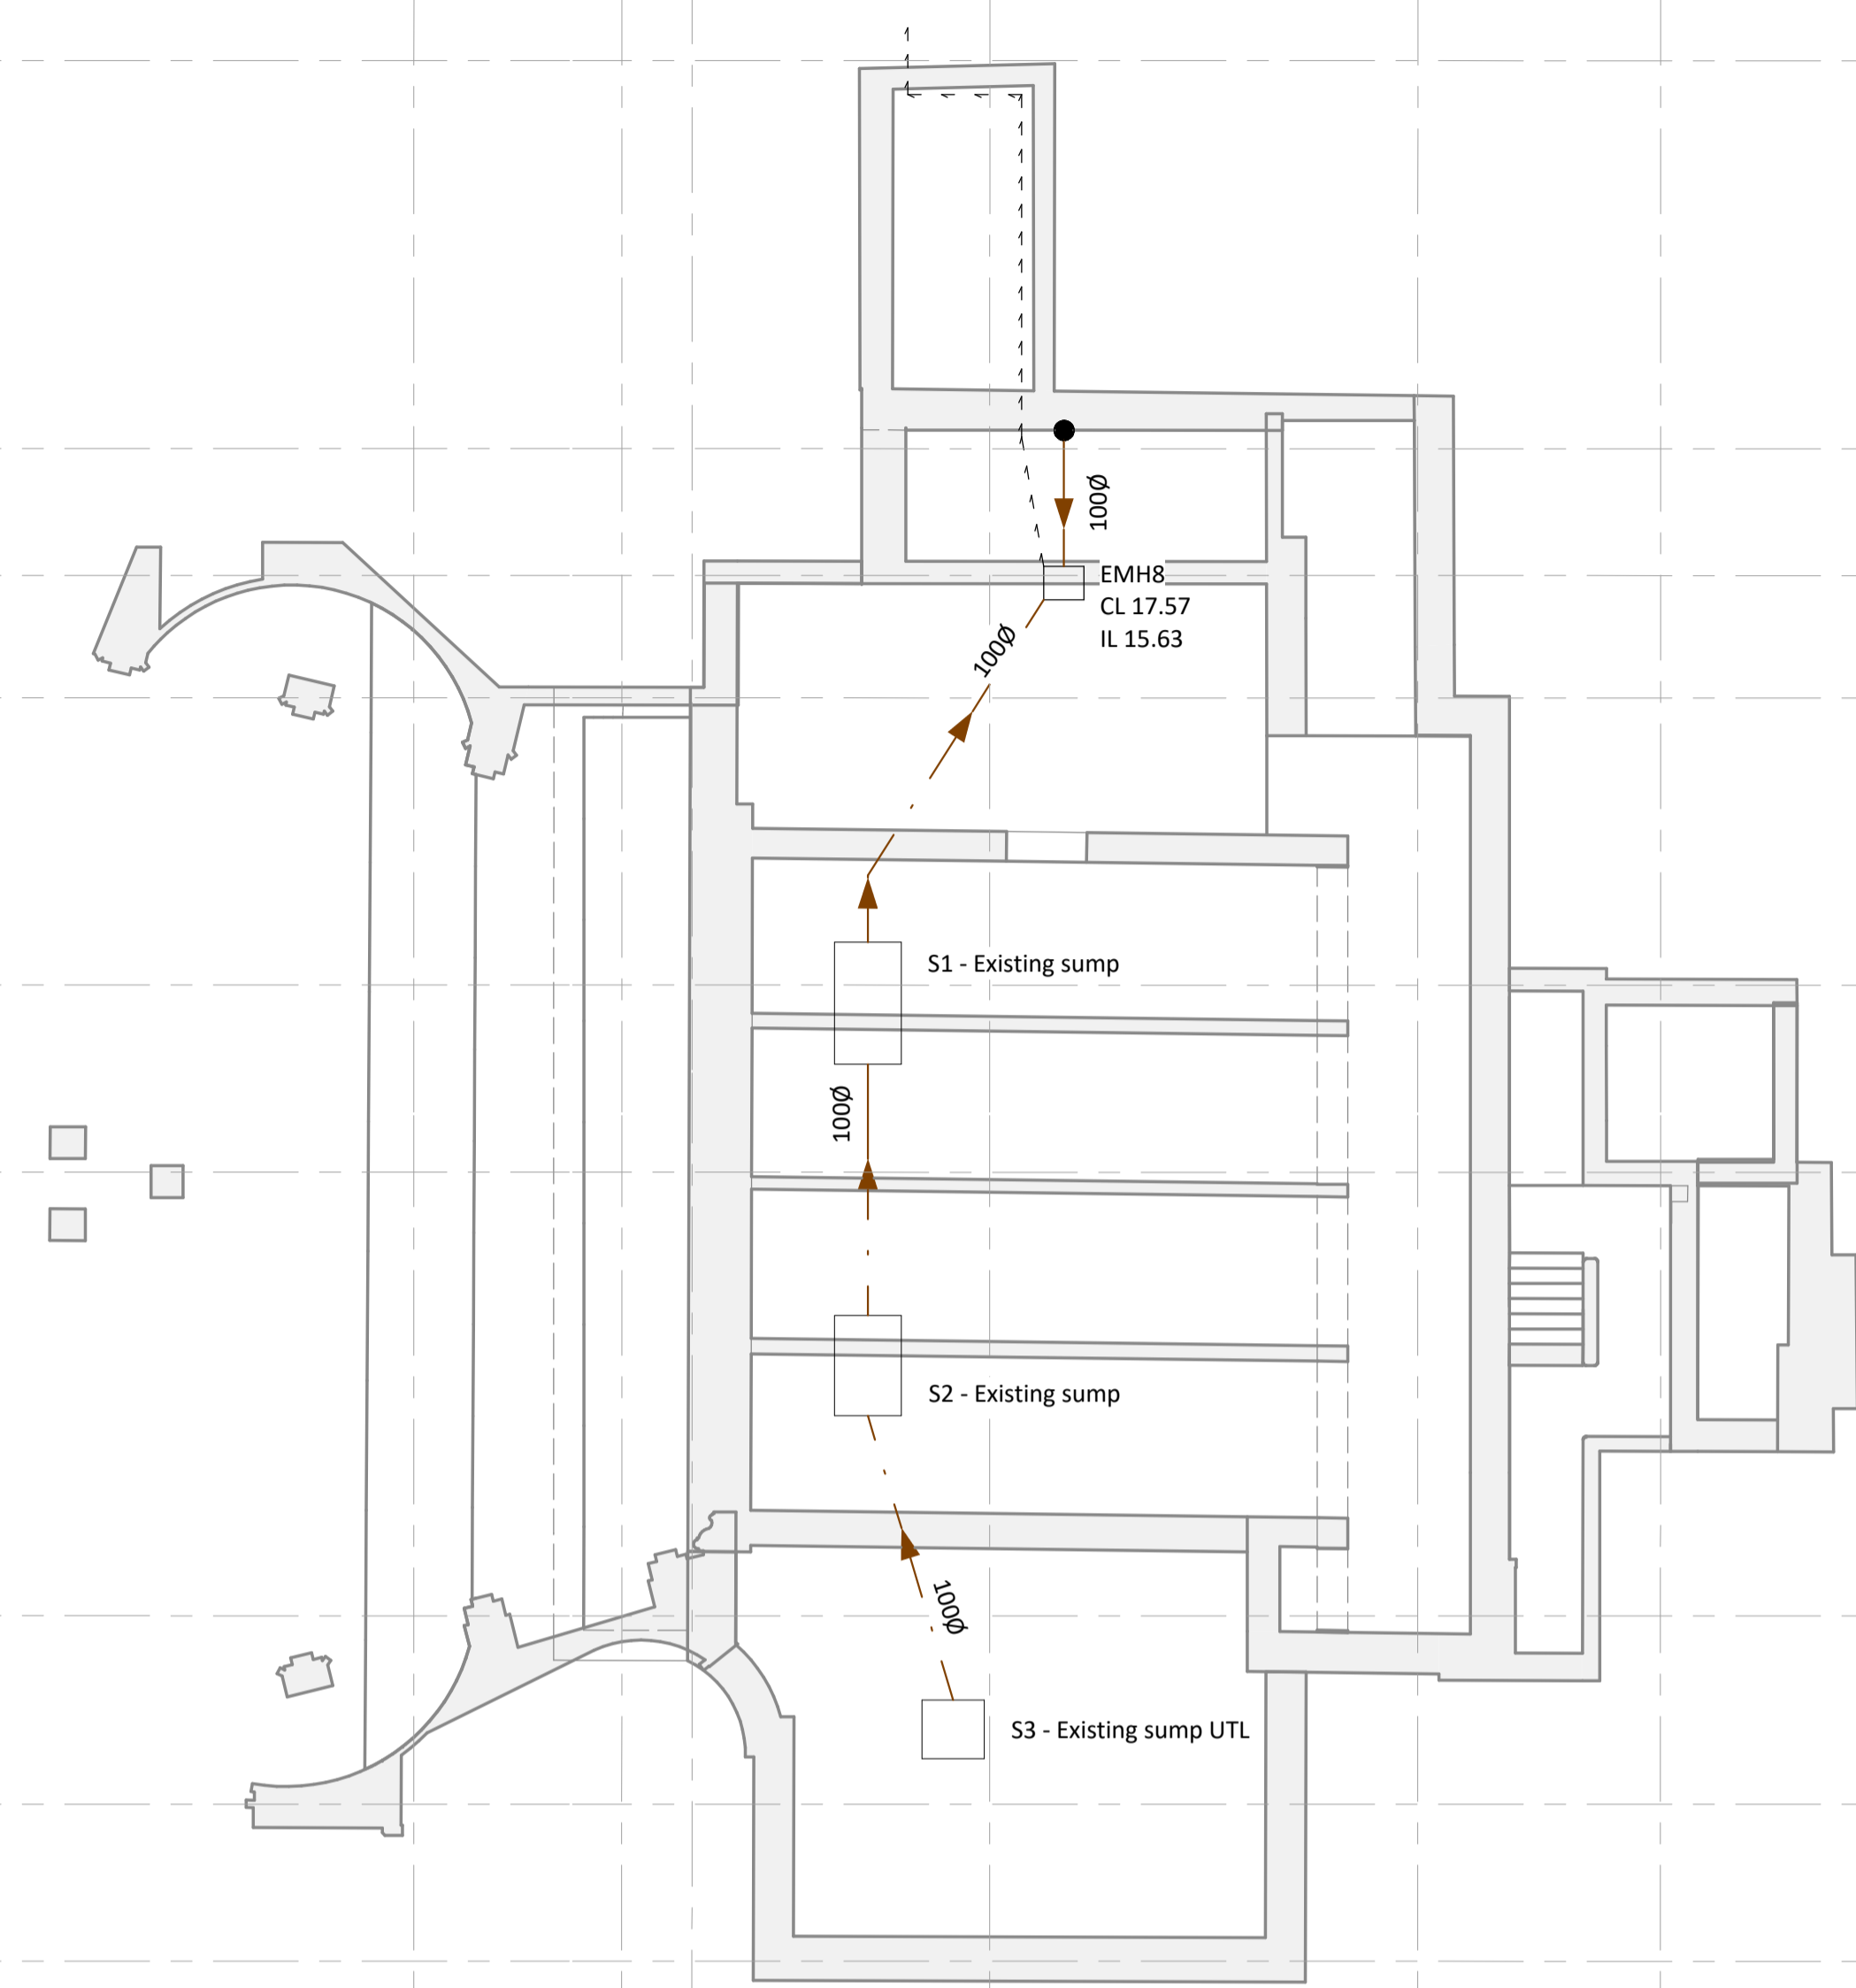 100Ø
EMH8
CL 17.57
IL 15.63
100Ø
S1 - Existing sump
100Ø
S2 - Existing sump
100Ø
S3 - Existing sump UTL